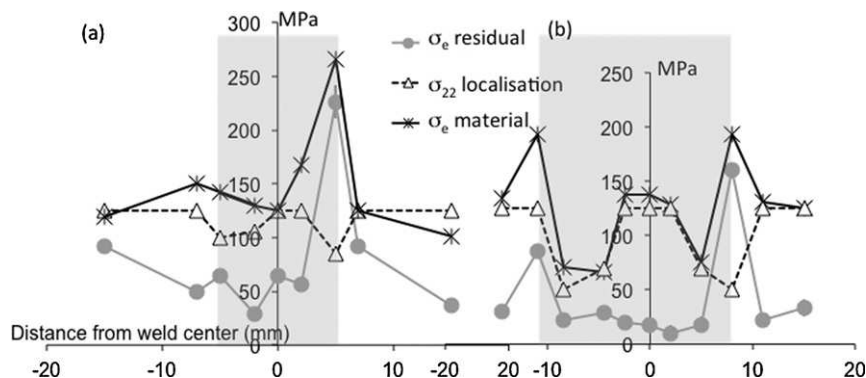 (a)
MPa
300
250
200
150
100
50
0
Distance from weld center (mm)
-20
-10
0
10
20
σe residual
σ22 localisation
σe material
(b)
MPa
250
200
150
100
50
0
-20
-10
0
10
20